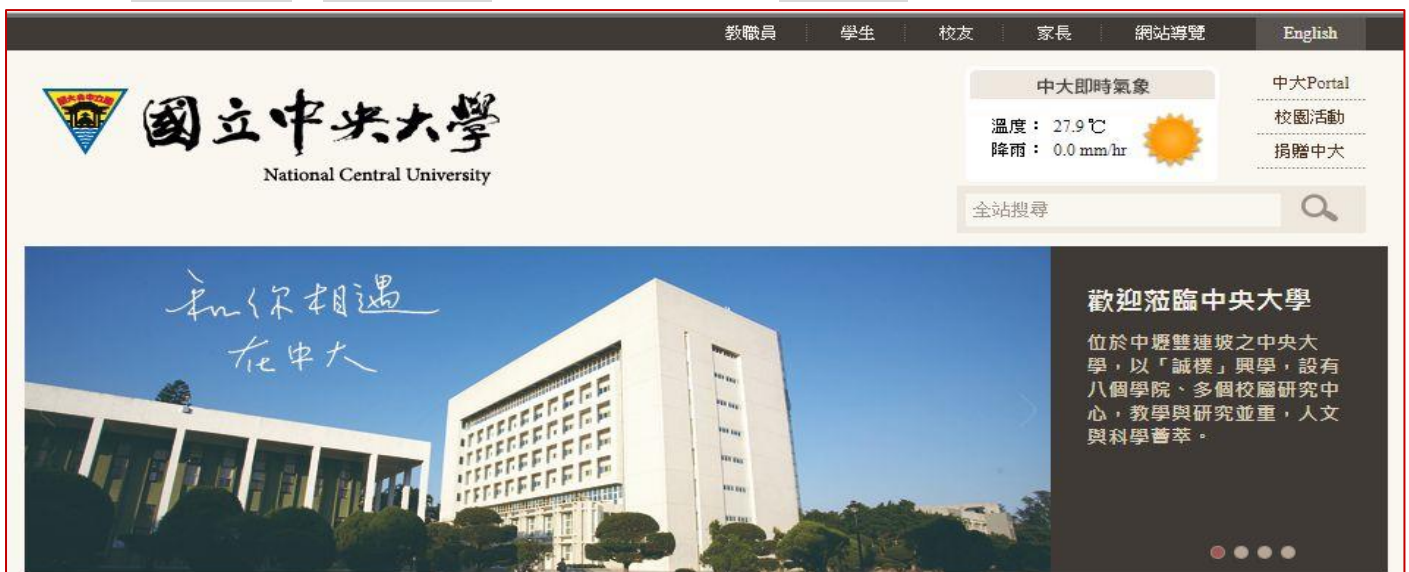 教職員 學生 校友 家長 網站導覽 English
國立中央大學
National Central University
中大即時氣象
溫度： 27.9℃
降雨： 0.0 mm/hr
中大Portal
校園活動
捐贈中大
全站搜尋
和你相遇
在中大
歡迎蒞臨中央大學
位於中壢雙連坡之中央大
學，以「誠樸」興學，設有
八個學院、多個校屬研究中
心，教學與研究並重，人文
與科學薈萃。